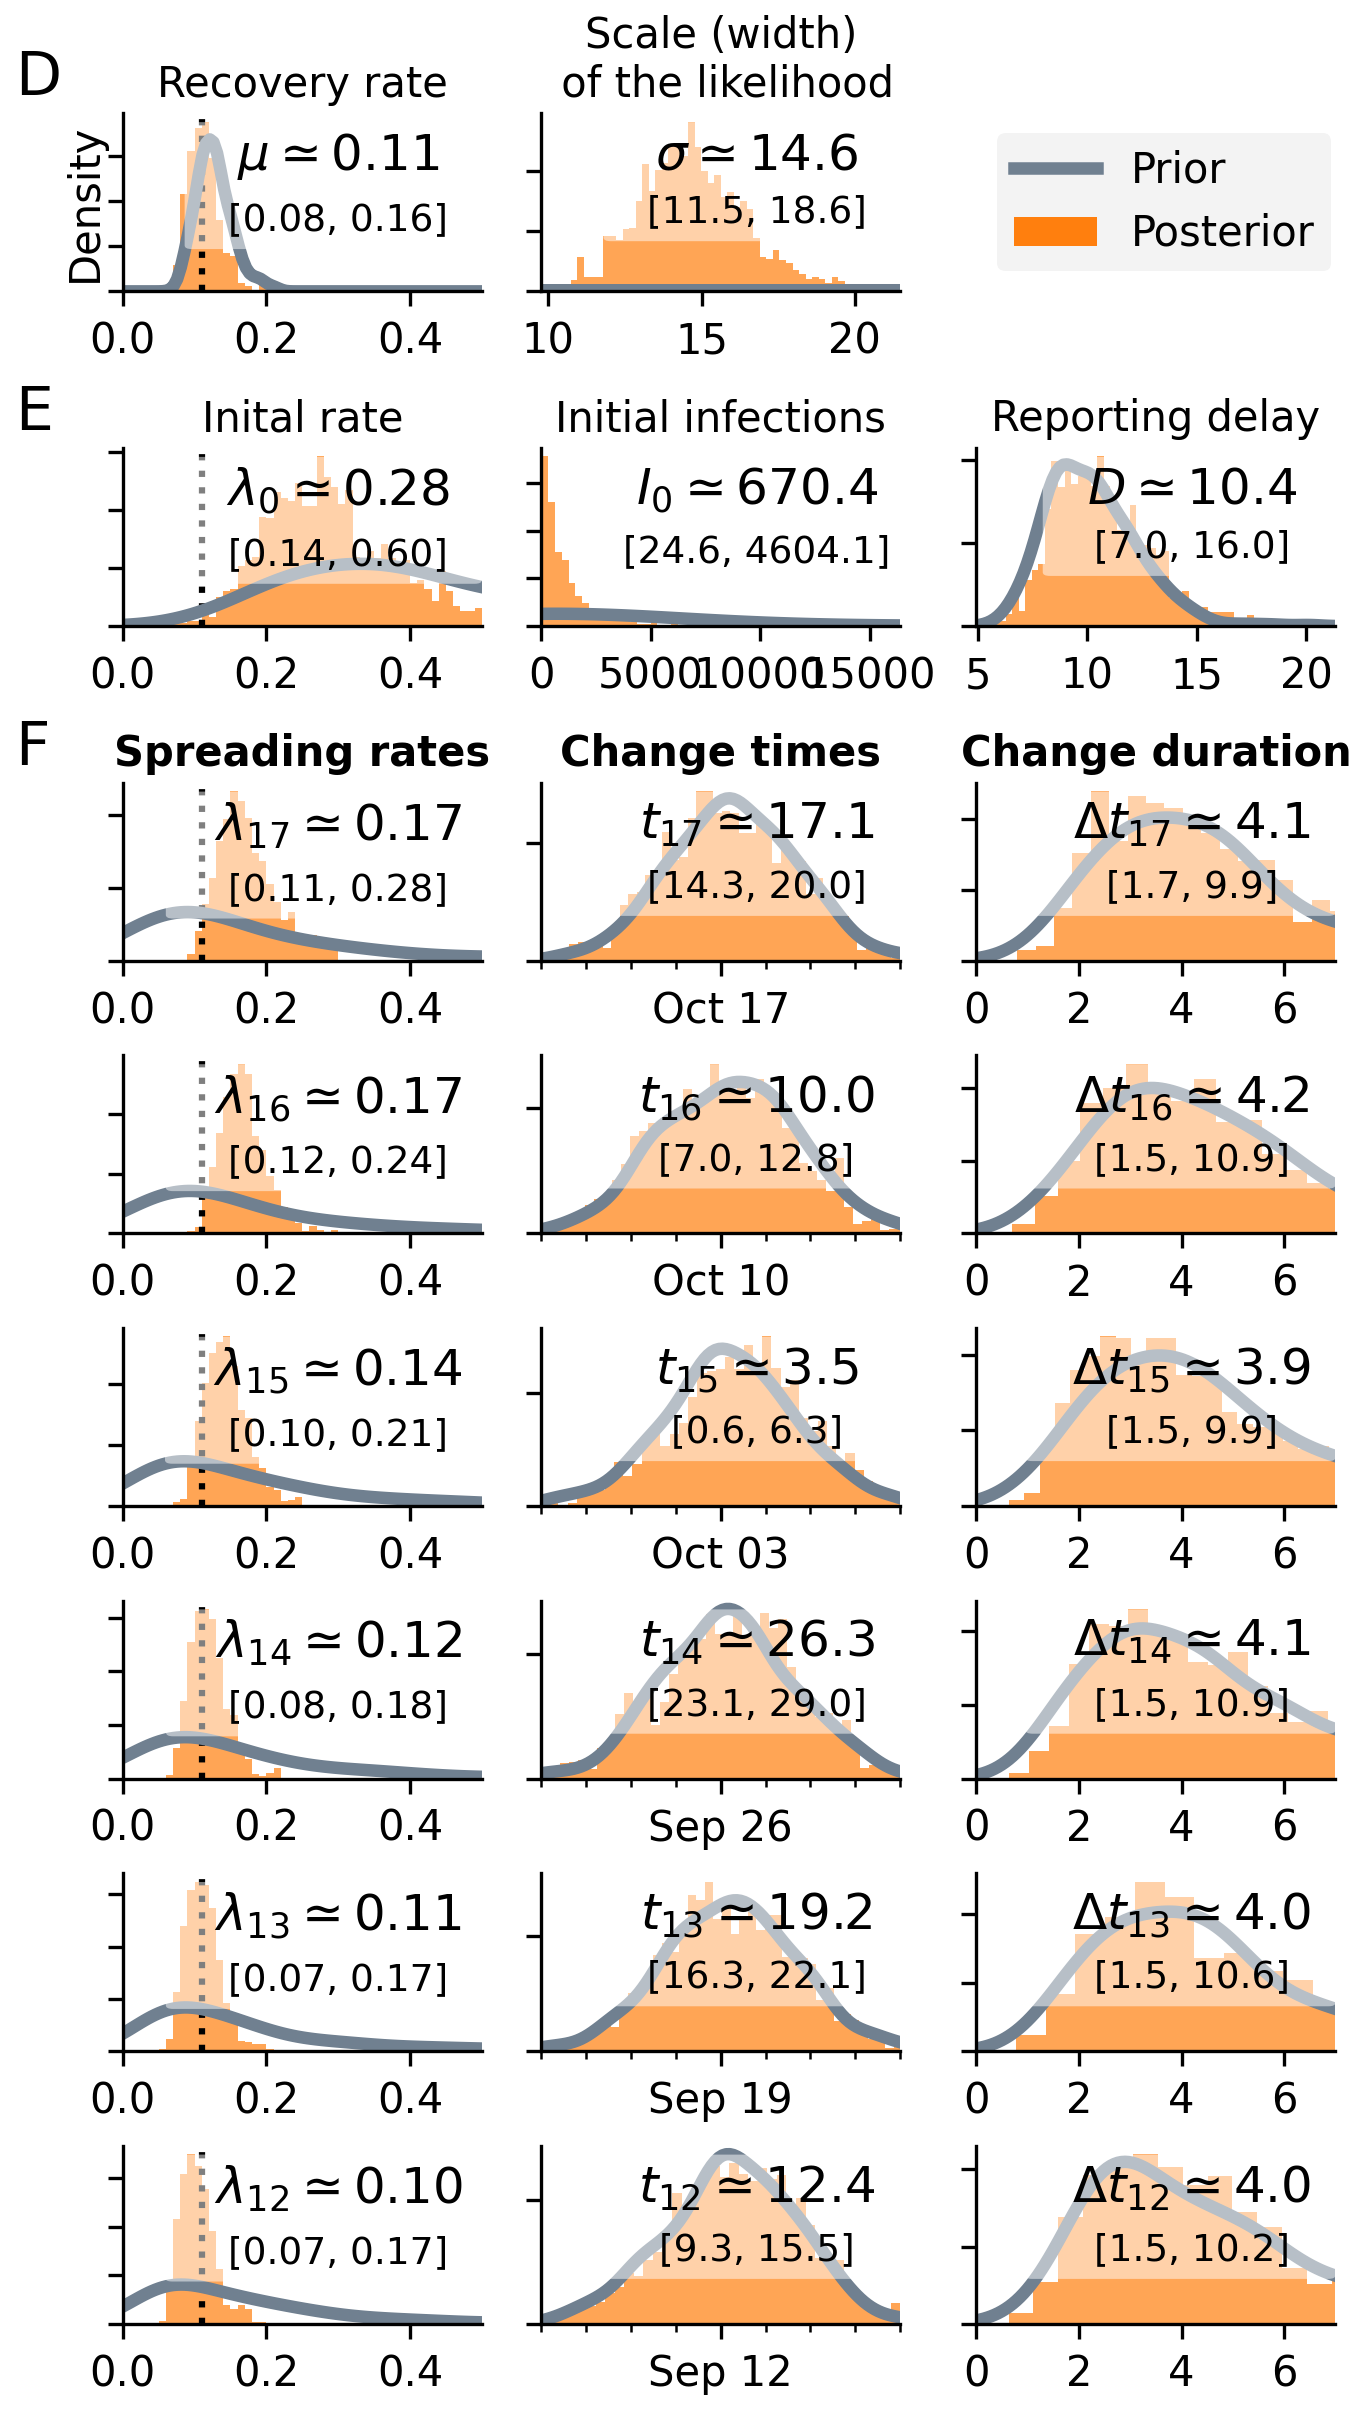 D
Recovery rate
Scale (width)
of the likelihood
Density
μ ≃ 0.11
[0.08, 0.16]
0.0 0.2 0.4
σ ≃ 14.6
[11.5, 18.6]
10 15 20
Prior
Posterior
E
Inital rate
λ0 ≃ 0.28
[0.14, 0.60]
0.0 0.2 0.4
Initial infections
I0 ≃ 670.4
[24.6, 4604.1]
0 5000 10000 15000
Reporting delay
D ≃ 10.4
[7.0, 16.0]
5 10 15 20
F
Spreading rates
Change times
Change duration
λ17 ≃ 0.17
[0.11, 0.28]
0.0 0.2 0.4
t17 ≃ 17.1
[14.3, 20.0]
Oct 17
Δt17 ≃ 4.1
[1.7, 9.9]
0 2 4 6
λ16 ≃ 0.17
[0.12, 0.24]
0.0 0.2 0.4
t16 ≃ 10.0
[7.0, 12.8]
Oct 10
Δt16 ≃ 4.2
[1.5, 10.9]
0 2 4 6
λ15 ≃ 0.14
[0.10, 0.21]
0.0 0.2 0.4
t15 ≃ 3.5
[0.6, 6.3]
Oct 03
Δt15 ≃ 3.9
[1.5, 9.9]
0 2 4 6
λ14 ≃ 0.12
[0.08, 0.18]
0.0 0.2 0.4
t14 ≃ 26.3
[23.1, 29.0]
Sep 26
Δt14 ≃ 4.1
[1.5, 10.9]
0 2 4 6
λ13 ≃ 0.11
[0.07, 0.17]
0.0 0.2 0.4
t13 ≃ 19.2
[16.3, 22.1]
Sep 19
Δt13 ≃ 4.0
[1.5, 10.6]
0 2 4 6
λ12 ≃ 0.10
[0.07, 0.17]
0.0 0.2 0.4
t12 ≃ 12.4
[9.3, 15.5]
Sep 12
Δt12 ≃ 4.0
[1.5, 10.2]
0 2 4 6